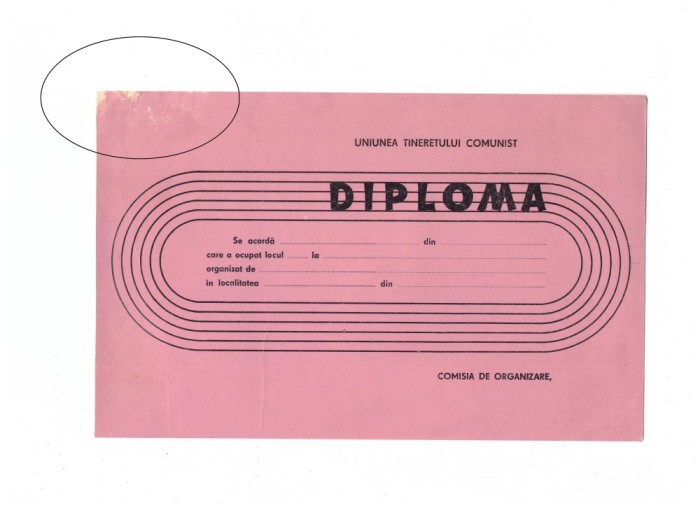 UNIUNEA TINERETULUI COMUNIST
DIPLOMA
Se acordă .......... din ..........
care a ocupat locul ..... la ..........
organizat de ..........
în localitatea .......... din ..........
COMISIA DE ORGANIZARE,